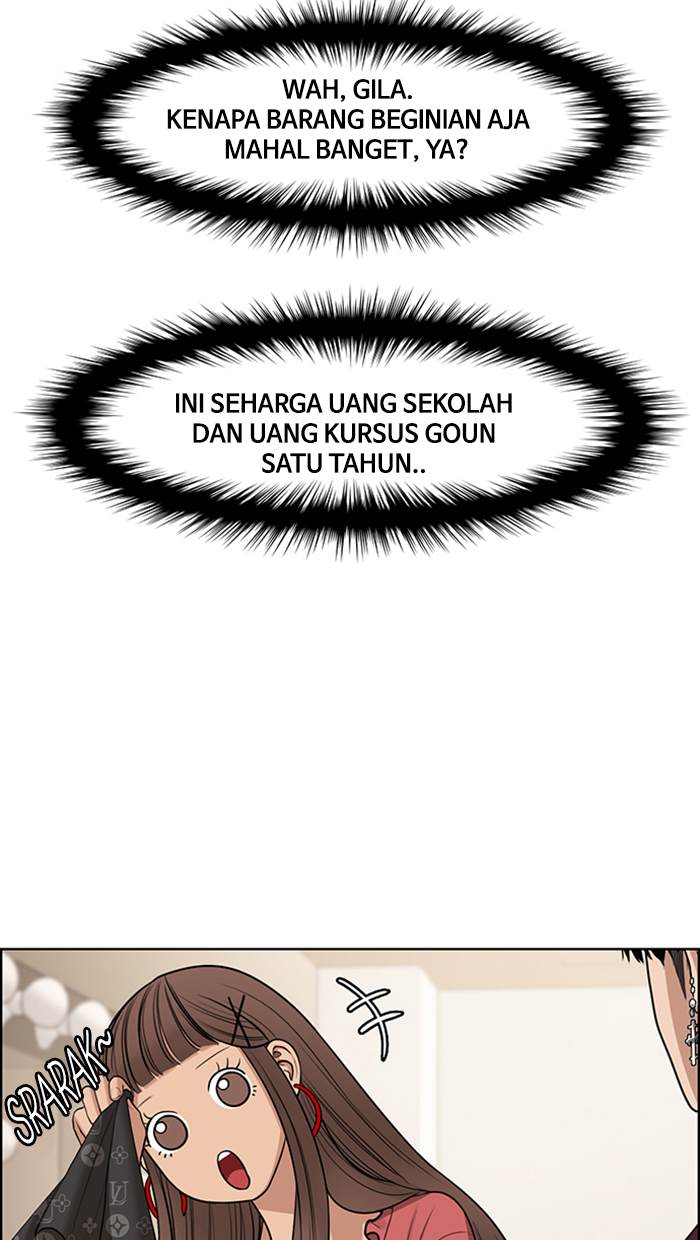 WAH, GILA.
KENAPA BARANG BEGINIAN AJA
MAHAL BANGET, YA?
INI SEHARGA UANG SEKOLAH
DAN UANG KURSUS GOUN
SATU TAHUN..
SRARAK~